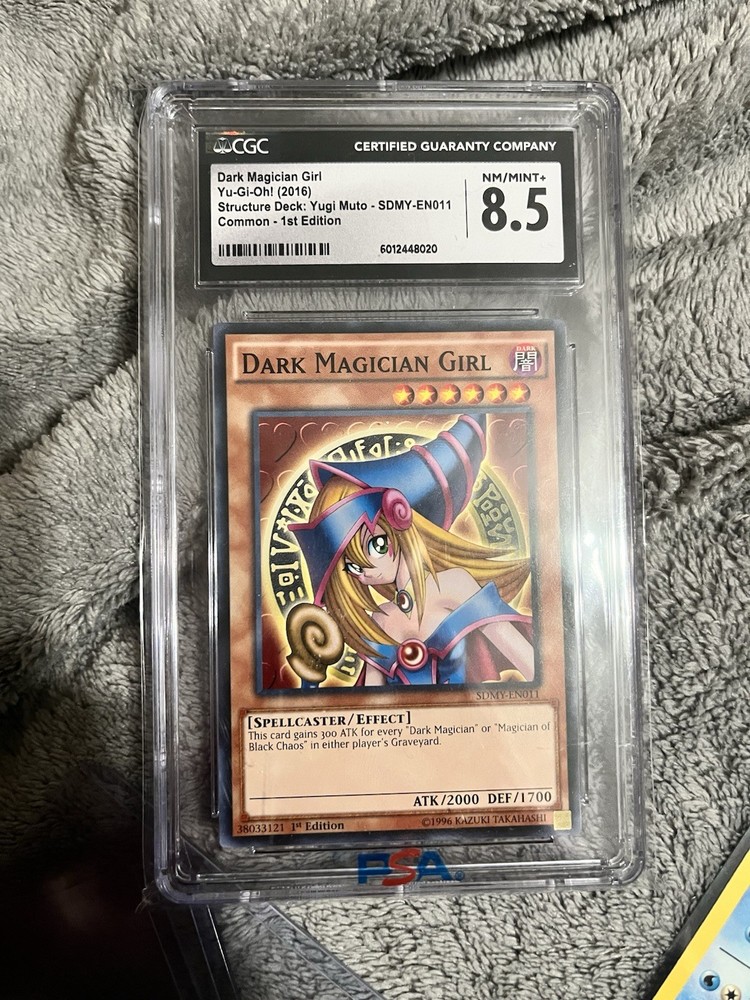 CGC
CERTIFIED GUARANTY COMPANY
Dark Magician Girl
Yu-Gi-Oh! (2016)
Structure Deck: Yugi Muto - SDMY-EN011
Common - 1st Edition
NM/MINT+
8.5
6012448020
DARK MAGICIAN GIRL
DARK
闇
SDMY-EN011
[SPELLCASTER/EFFECT]
This card gains 300 ATK for every "Dark Magician" or "Magician of
Black Chaos" in either player's Graveyard.
ATK/2000 DEF/1700
38033121 1st Edition
©1996 KAZUKI TAKAHASHI
PSA®